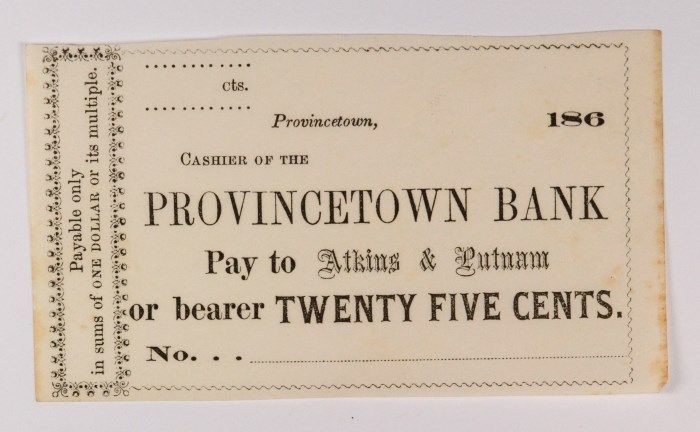 Payable only
in sums of ONE DOLLAR or its multiple.
cts.
Provincetown, 186
CASHIER OF THE
PROVINCETOWN BANK
Pay to Atkins & Putnam
or bearer TWENTY FIVE CENTS.
No. . .